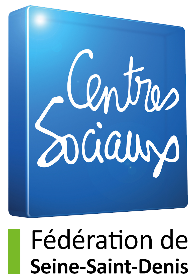 Centres
Sociaux
Fédération de
Seine-Saint-Denis